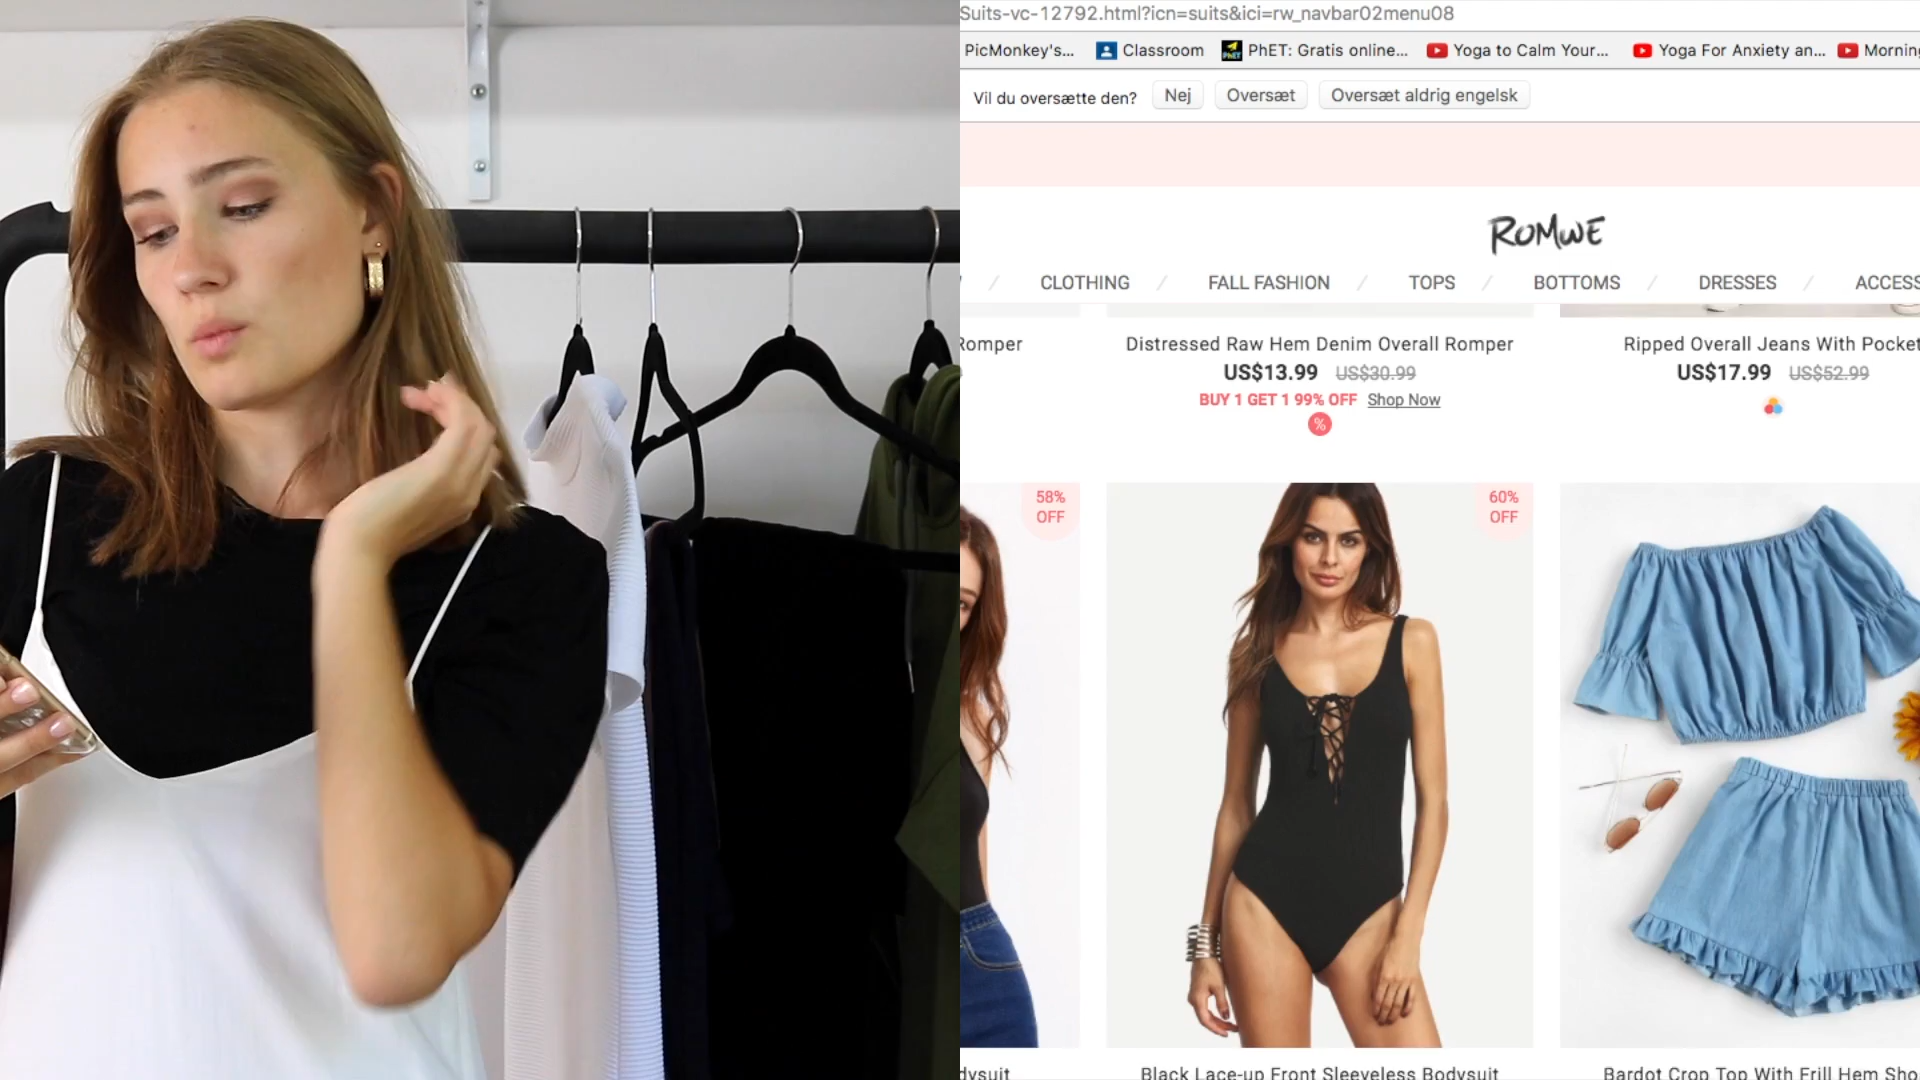 Suits-vc-12792.html?icn=suits&ici=rw_navbar02menu08
PicMonkey's... Classroom PhET: Gratis online... Yoga to Calm Your... Yoga For Anxiety an... Morning
Vil du oversætte den? Nej Oversæt Oversæt aldrig engelsk
ROMWE
CLOTHING / FALL FASHION / TOPS / BOTTOMS / DRESSES / ACCESS
Romper
Distressed Raw Hem Denim Overall Romper
US$13.99 US$30.99
BUY 1 GET 1 99% OFF Shop Now
%
Ripped Overall Jeans With Pocket
US$17.99 US$52.99
58%
OFF
60%
OFF
dysuit
Black Lace-up Front Sleeveless Bodysuit
Bardot Crop Top With Frill Hem Sho